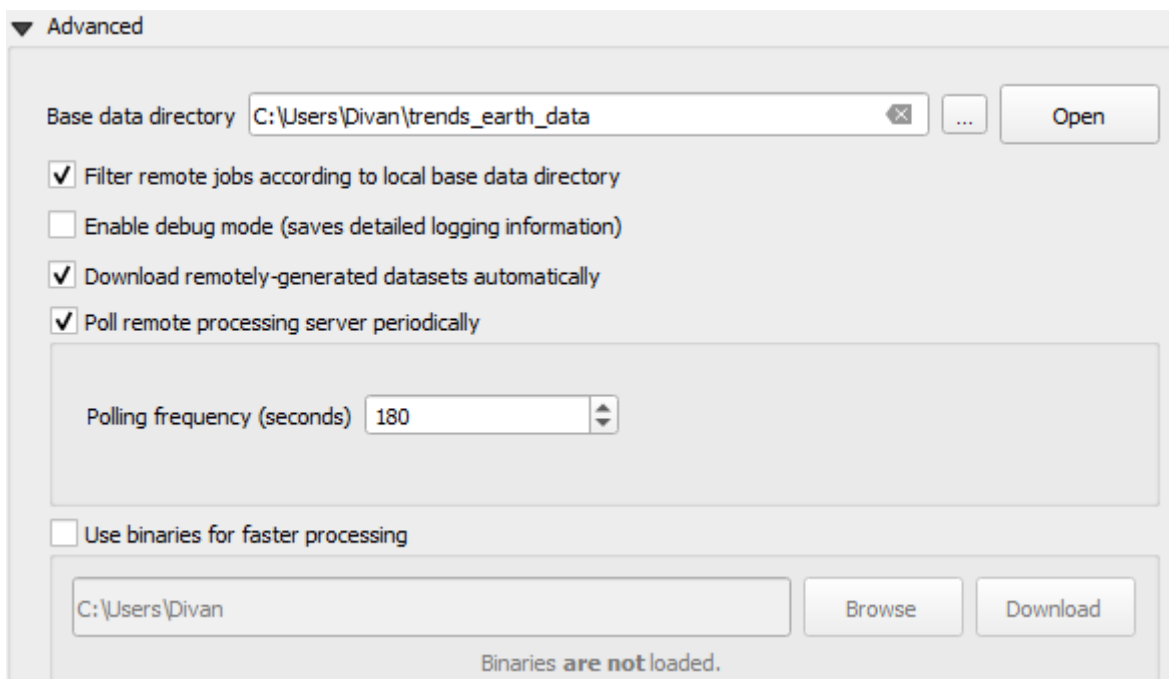 Advanced
Base data directory C:\Users\Divan\trends_earth_data ... Open
Filter remote jobs according to local base data directory
Enable debug mode (saves detailed logging information)
Download remotely-generated datasets automatically
Poll remote processing server periodically
Polling frequency (seconds) 180
Use binaries for faster processing
C:\Users\Divan Browse Download
Binaries are not loaded.